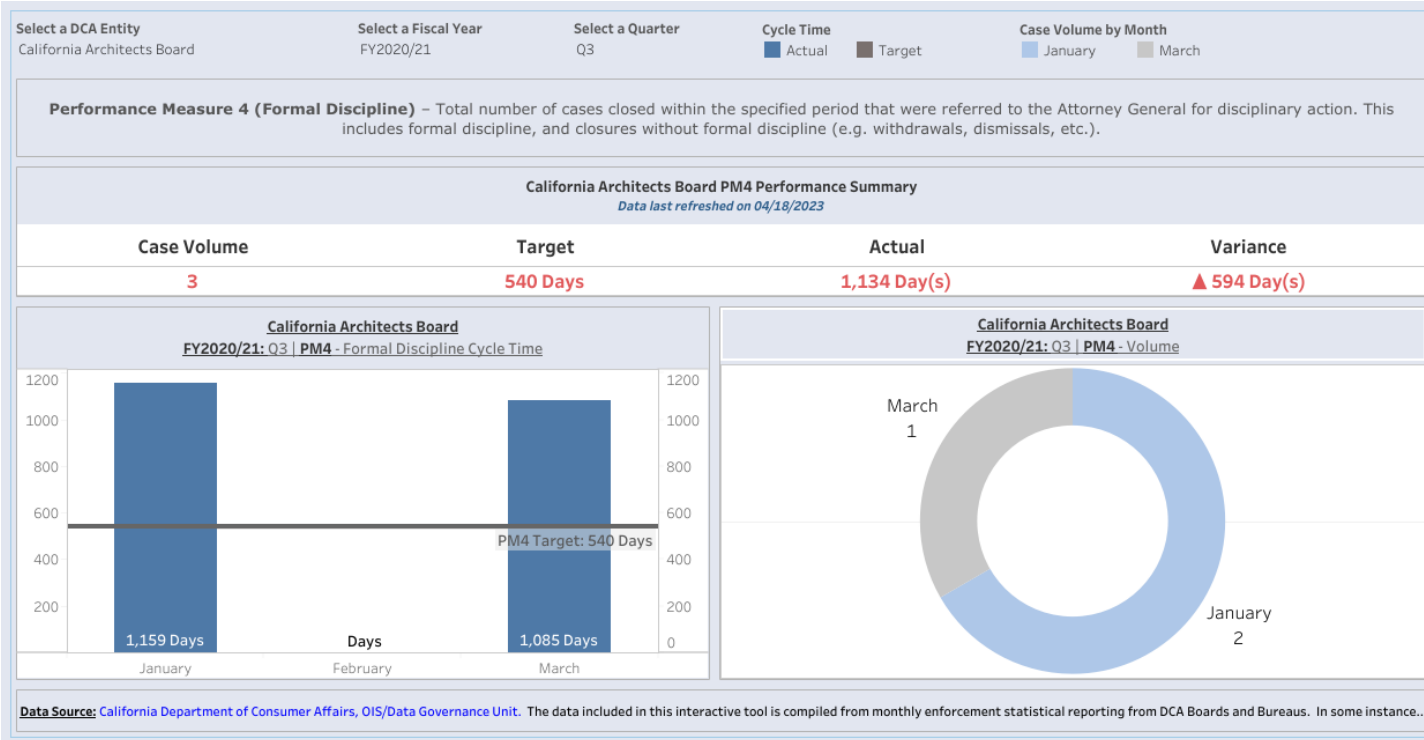 Select a DCA Entity
California Architects Board
Select a Fiscal Year
FY2020/21
Select a Quarter
Q3
Cycle Time
Actual
Target
Case Volume by Month
January
March
Performance Measure 4 (Formal Discipline) – Total number of cases closed within the specified period that were referred to the Attorney General for disciplinary action. This
includes formal discipline, and closures without formal discipline (e.g. withdrawals, dismissals, etc.).
California Architects Board PM4 Performance Summary
Data last refreshed on 04/18/2023
Case Volume Target Actual Variance
3 540 Days 1,134 Day(s) ▲ 594 Day(s)
California Architects Board
FY2020/21: Q3 | PM4 - Formal Discipline Cycle Time
1200 1200
1000 1000
800 800
600 600
PM4 Target: 540 Days
400 400
200 200
1,159 Days Days 1,085 Days 0
January February March
California Architects Board
FY2020/21: Q3 | PM4 - Volume
March
1
January
2
Data Source: California Department of Consumer Affairs, OIS/Data Governance Unit. The data included in this interactive tool is compiled from monthly enforcement statistical reporting from DCA Boards and Bureaus. In some instance..